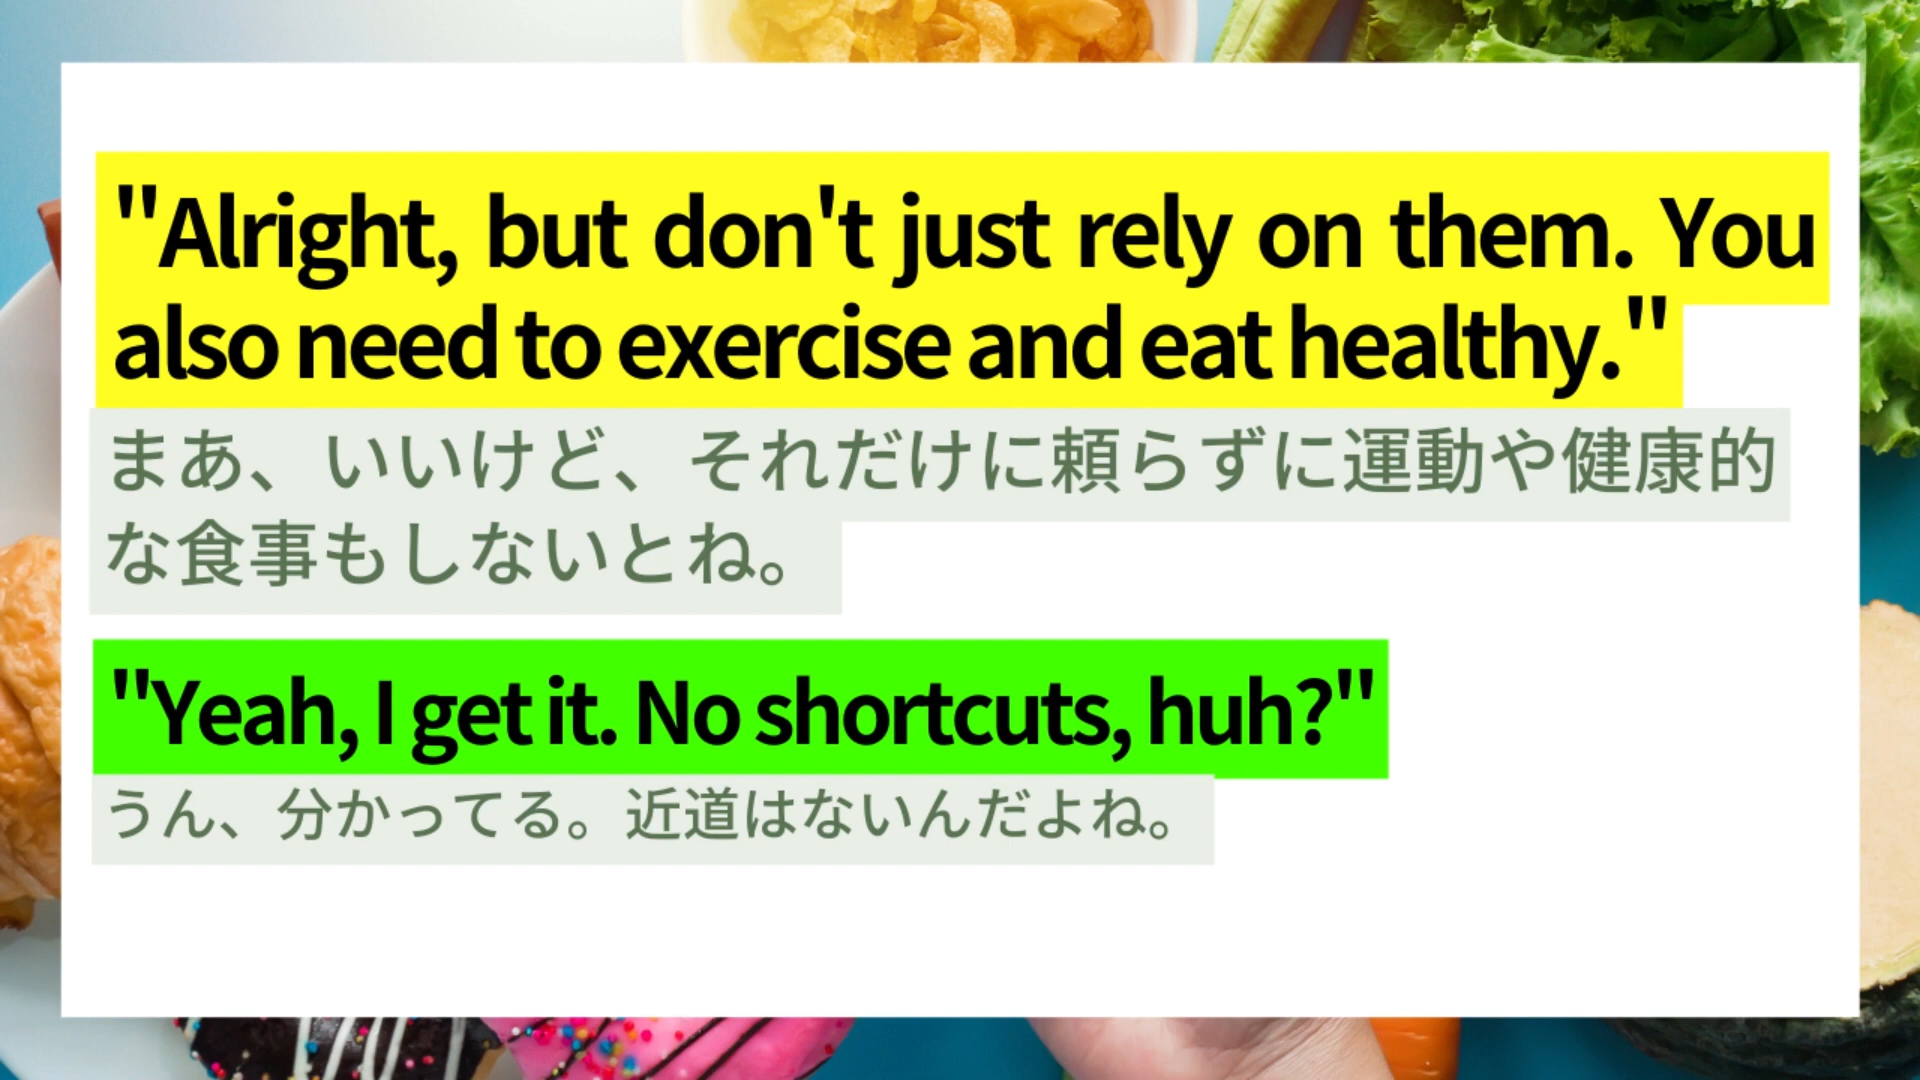 "Alright, but don't just rely on them. You
also need to exercise and eat healthy."
まあ、いいけど、それだけに頼らずに運動や健康的
な食事もしないとね。
"Yeah, I get it. No shortcuts, huh?"
うん、分かってる。近道はないんだよね。